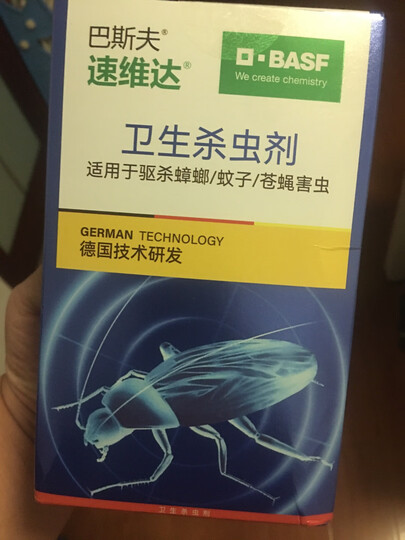 巴斯夫®
速维达®
BASF
We create chemistry
卫生杀虫剂
适用于驱杀蟑螂/蚊子/苍蝇害虫
GERMAN TECHNOLOGY
德国技术研发
卫生杀虫剂